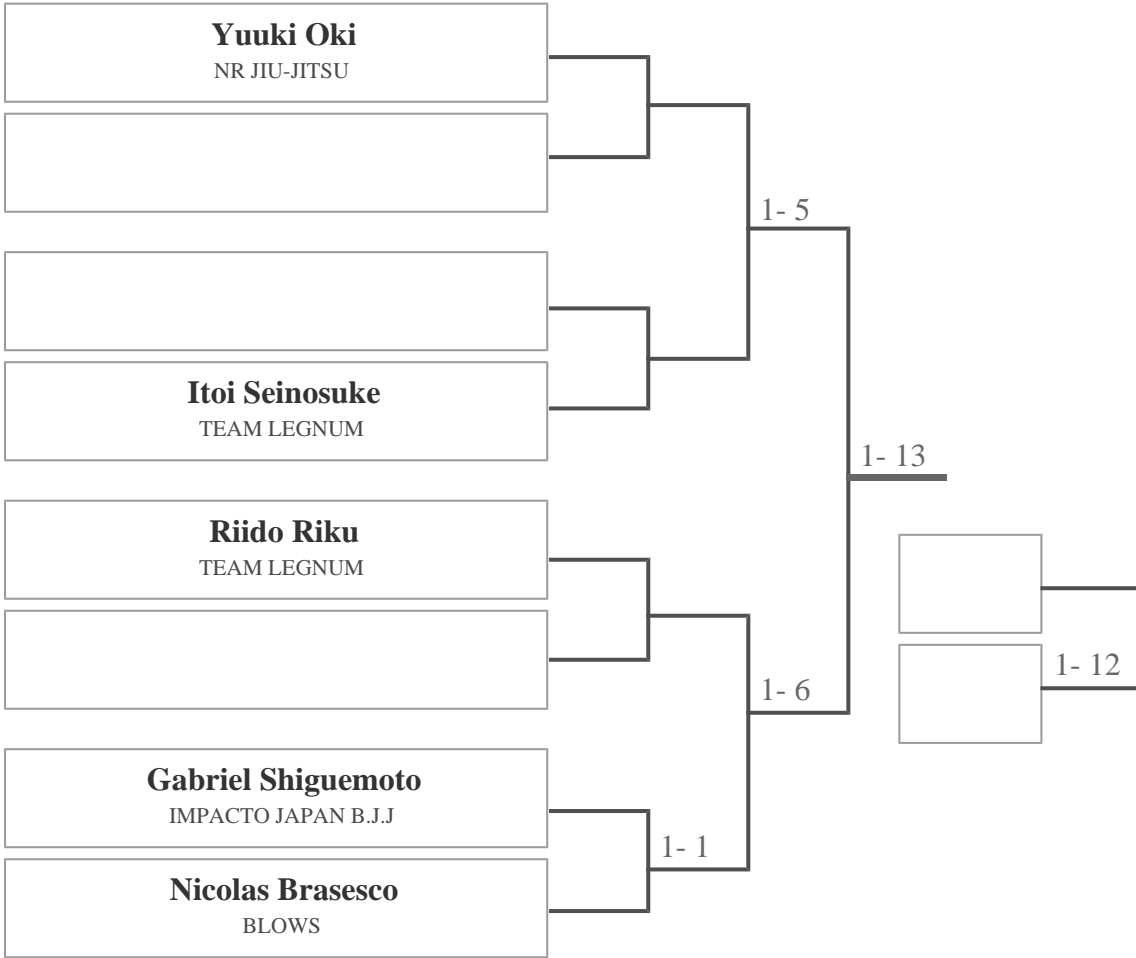 Yuuki Oki
NR JIU-JITSU
1- 5
Itoi Seinosuke
TEAM LEGNUM
1- 13
Riido Riku
TEAM LEGNUM
1- 12
1- 6
Gabriel Shiguemoto
IMPACTO JAPAN B.J.J
1- 1
Nicolas Brasesco
BLOWS